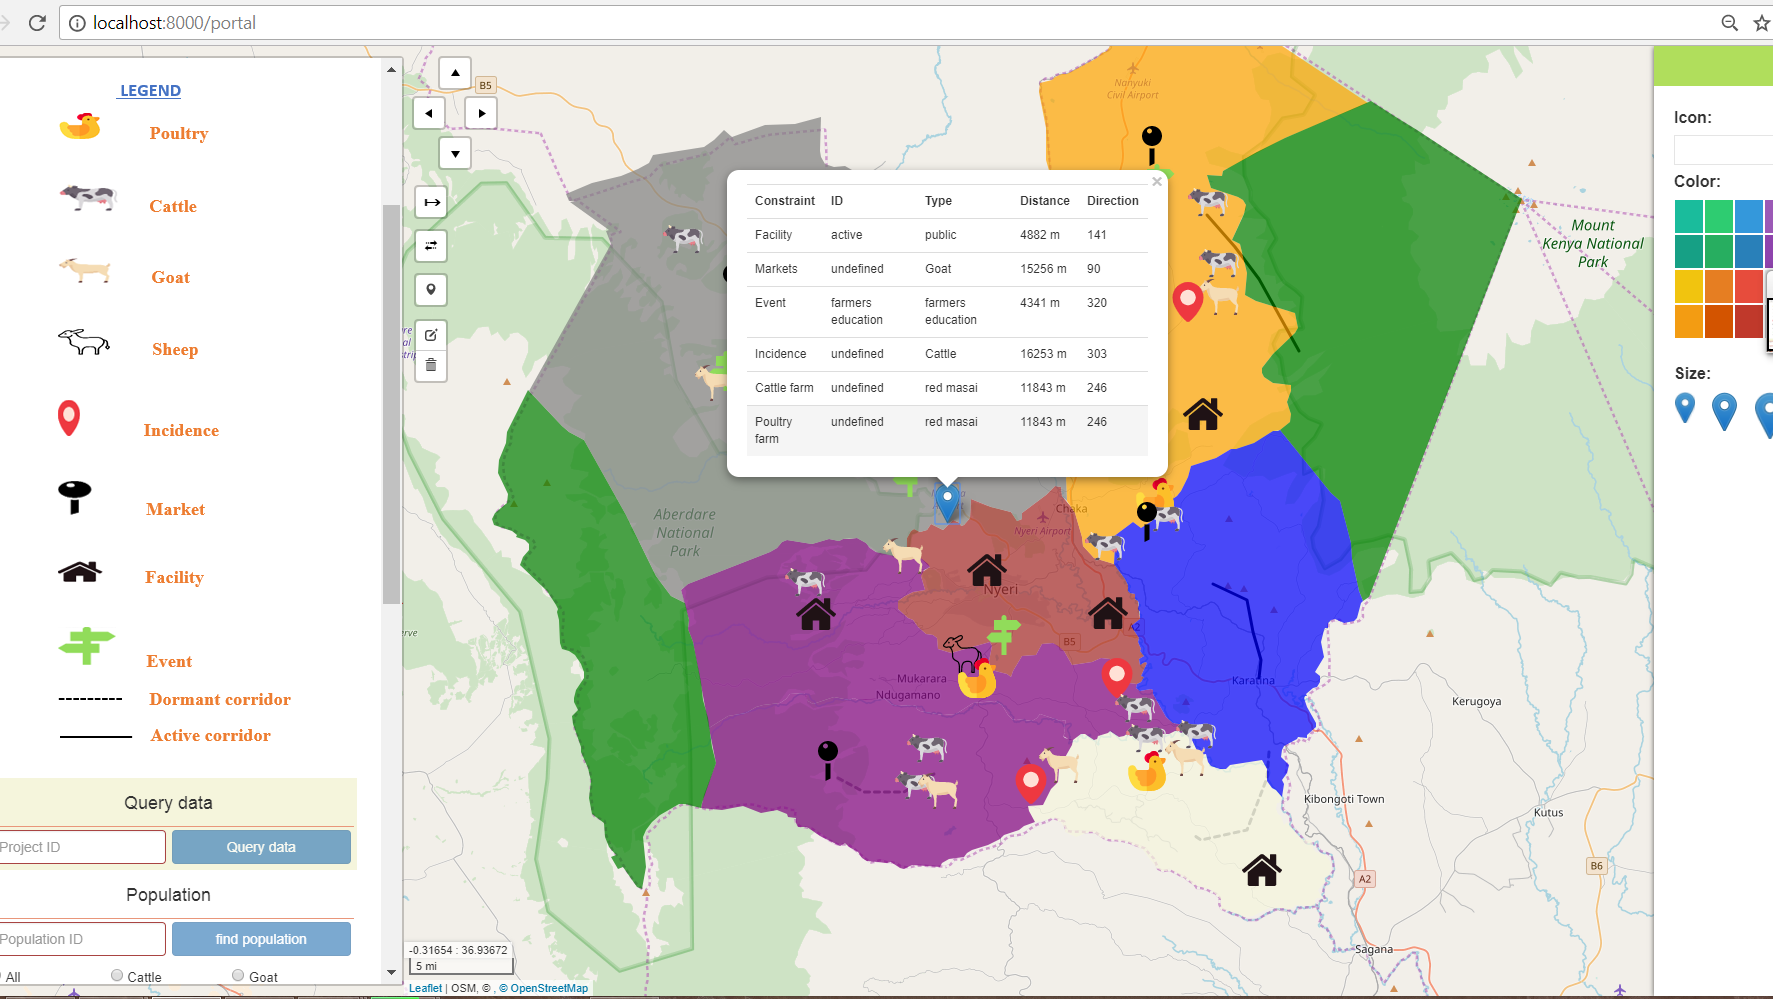 localhost:8000/portal
LEGEND
Poultry
Cattle
Goat
Sheep
Incidence
Market
Facility
Event
Dormant corridor
Active corridor
Query data
Project ID
Query data
Population
Population ID
find population
All
Cattle
Goat
B5
Nanyuki
Civil Airport
Constraint ID Type Distance Direction
Facility active public 4882 m 141
Markets undefined Goat 15256 m 90
Event farmers education farmers education 4341 m 320
Incidence undefined Cattle 16253 m 303
Cattle farm undefined red masai 11843 m 246
Poultry farm undefined red masai 11843 m 246
Mount
Kenya National
Park
Aberdare
National
Park
Chaka
Nyeri Airport
Nyeri
A2
B5
Mukarara
Ndugamano
Karatina
Kerugoya
Kibongoti Town
Kutus
B6
A2
Sagana
-0.31654 : 36.93672
5 mi
Leaflet | OSM, © , © OpenStreetMap
Icon:
Color:
Size: